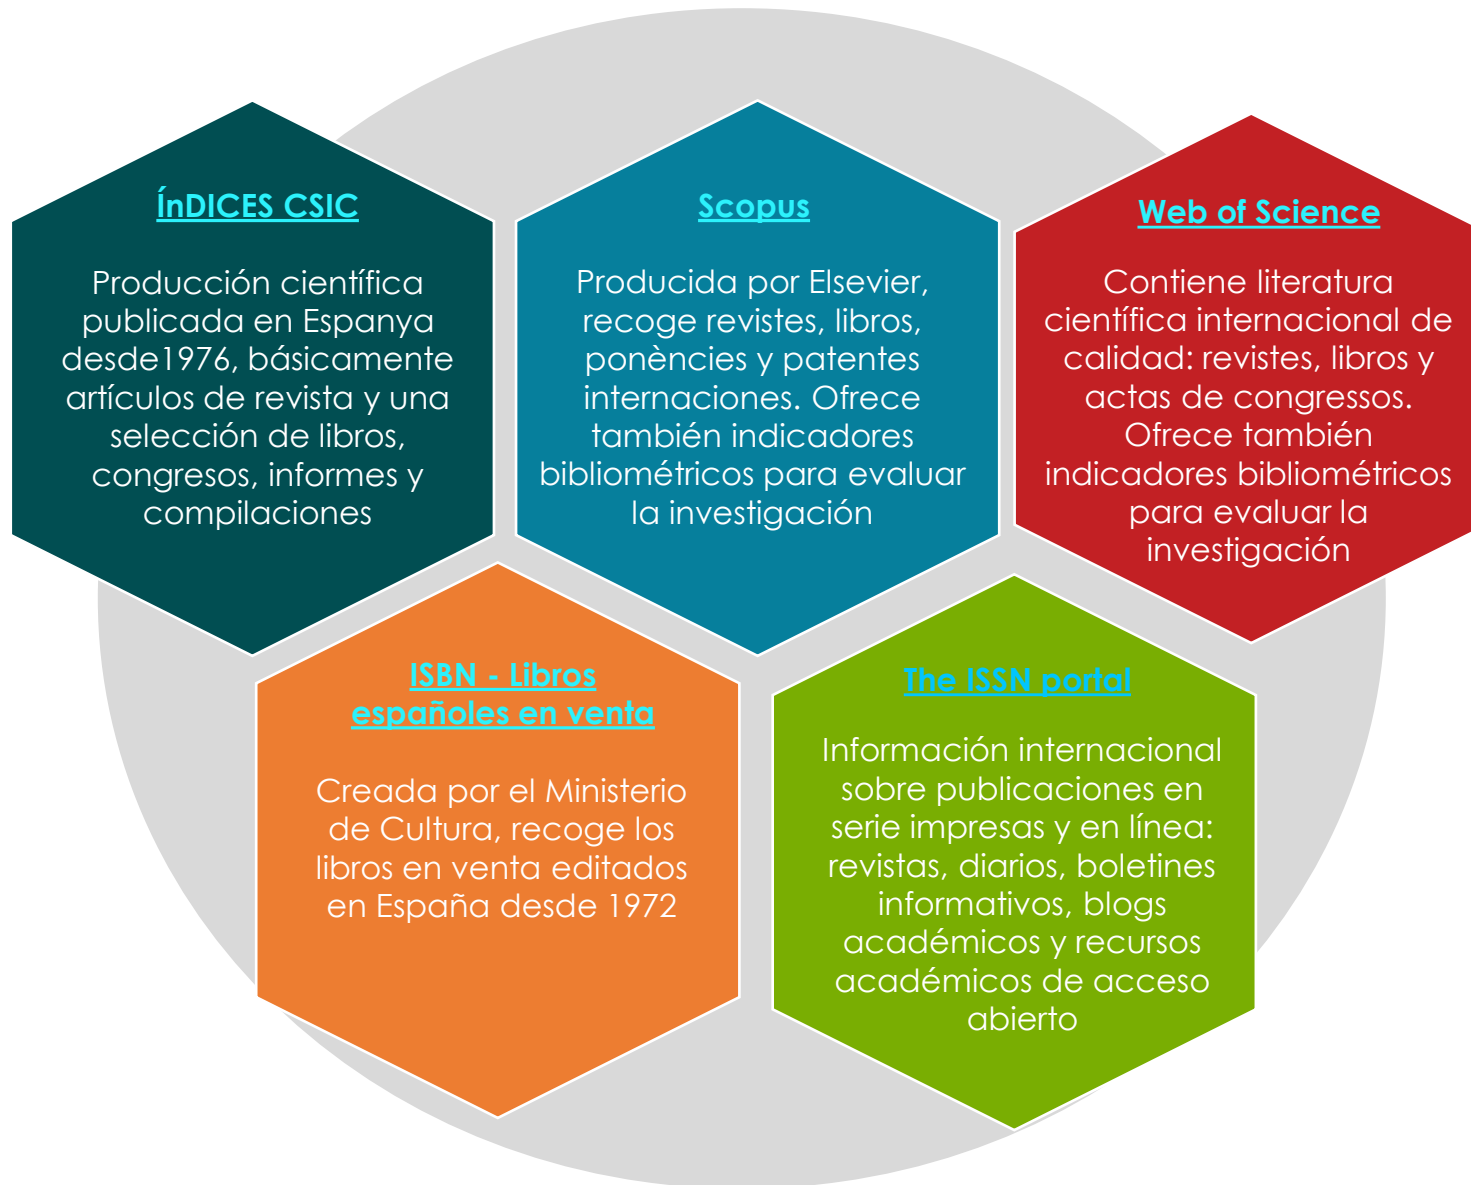 ÍnDICES CSIC
Producción científica
publicada en Espanya
desde1976, básicamente
artículos de revista y una
selección de libros,
congresos, informes y
compilaciones
Scopus
Producida por Elsevier,
recoge revistes, libros,
ponències y patentes
internaciones. Ofrece
también indicadores
bibliométricos para evaluar
la investigación
Web of Science
Contiene literatura
científica internacional de
calidad: revistes, libros y
actas de congressos.
Ofrece también
indicadores bibliométricos
para evaluar la
investigación
ISBN - Libros
españoles en venta
Creada por el Ministerio
de Cultura, recoge los
libros en venta editados
en España desde 1972
The ISSN portal
Información internacional
sobre publicaciones en
serie impresas y en línea:
revistas, diarios, boletines
informativos, blogs
académicos y recursos
académicos de acceso
abierto